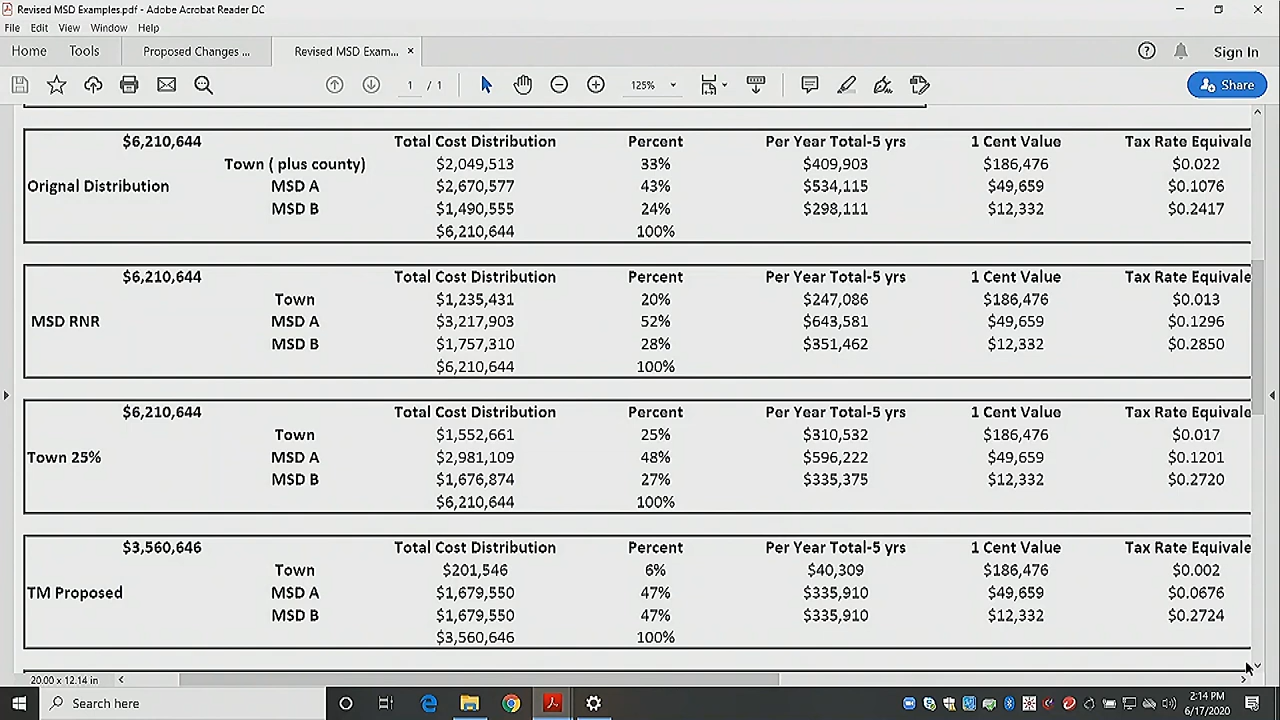 Revised MSD Examples.pdf - Adobe Acrobat Reader DC
File Edit View Window Help
Home Tools Proposed Changes ... Revised MSD Exam... × Sign In
1 / 1 125% Share
$6,210,644 Total Cost Distribution Percent Per Year Total-5 yrs 1 Cent Value Tax Rate Equivale
Town ( plus county) $2,049,513 33% $409,903 $186,476 $0.022
Orignal Distribution MSD A $2,670,577 43% $534,115 $49,659 $0.1076
MSD B $1,490,555 24% $298,111 $12,332 $0.2417
$6,210,644 100%
$6,210,644 Total Cost Distribution Percent Per Year Total-5 yrs 1 Cent Value Tax Rate Equivale
Town $1,235,431 20% $247,086 $186,476 $0.013
MSD RNR MSD A $3,217,903 52% $643,581 $49,659 $0.1296
MSD B $1,757,310 28% $351,462 $12,332 $0.2850
$6,210,644 100%
$6,210,644 Total Cost Distribution Percent Per Year Total-5 yrs 1 Cent Value Tax Rate Equivale
Town $1,552,661 25% $310,532 $186,476 $0.017
Town 25% MSD A $2,981,109 48% $596,222 $49,659 $0.1201
MSD B $1,676,874 27% $335,375 $12,332 $0.2720
$6,210,644 100%
$3,560,646 Total Cost Distribution Percent Per Year Total-5 yrs 1 Cent Value Tax Rate Equivale
Town $201,546 6% $40,309 $186,476 $0.002
TM Proposed MSD A $1,679,550 47% $335,910 $49,659 $0.0676
MSD B $1,679,550 47% $335,910 $12,332 $0.2724
$3,560,646 100%
20.00 x 12.14 in
Search here
2:14 PM
6/17/2020